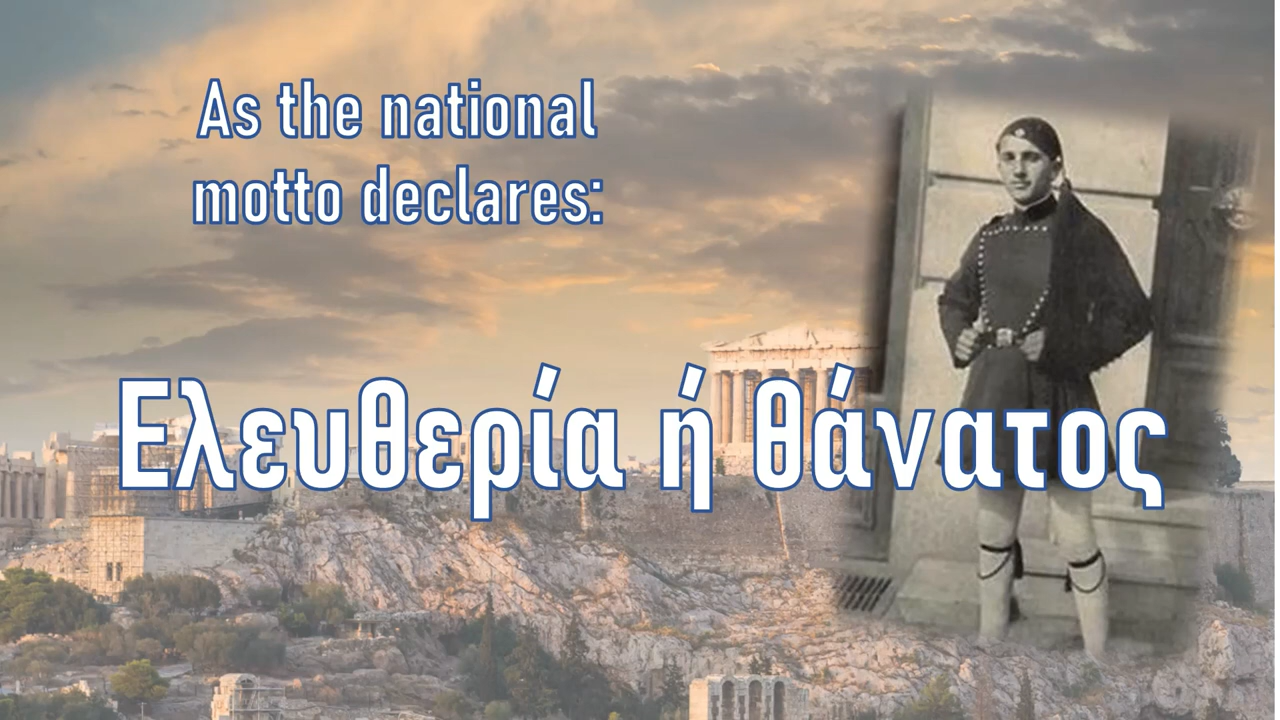 As the national
motto declares:
Ελευθερία ή θάνατος